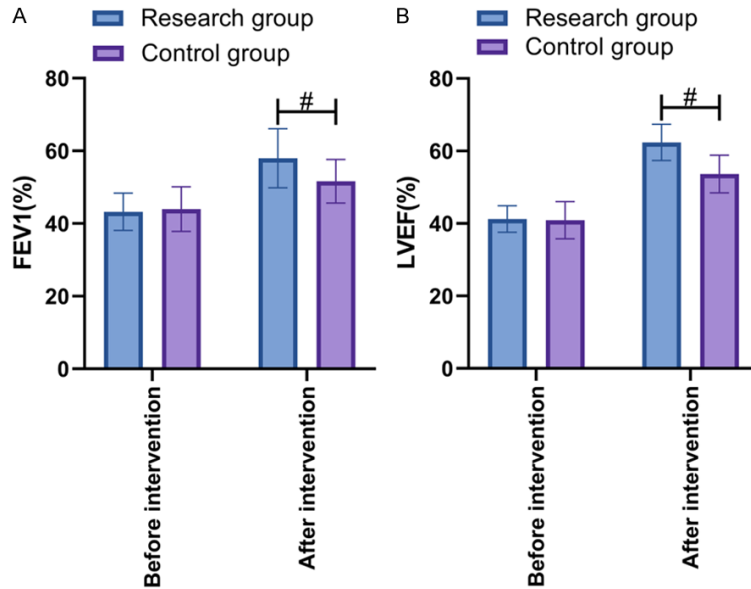 A
Research group
Control group
FEV1(%)
80
60
40
20
0
#
Before intervention
After intervention
B
Research group
Control group
LVEF(%)
80
60
40
20
0
#
Before intervention
After intervention